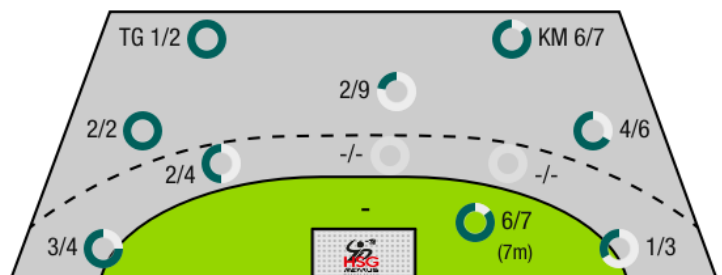 TG 1/2
KM 6/7
2/9
2/2
4/6
2/4
-/-
-/-
-
6/7
(7m)
3/4
1/3
HSG